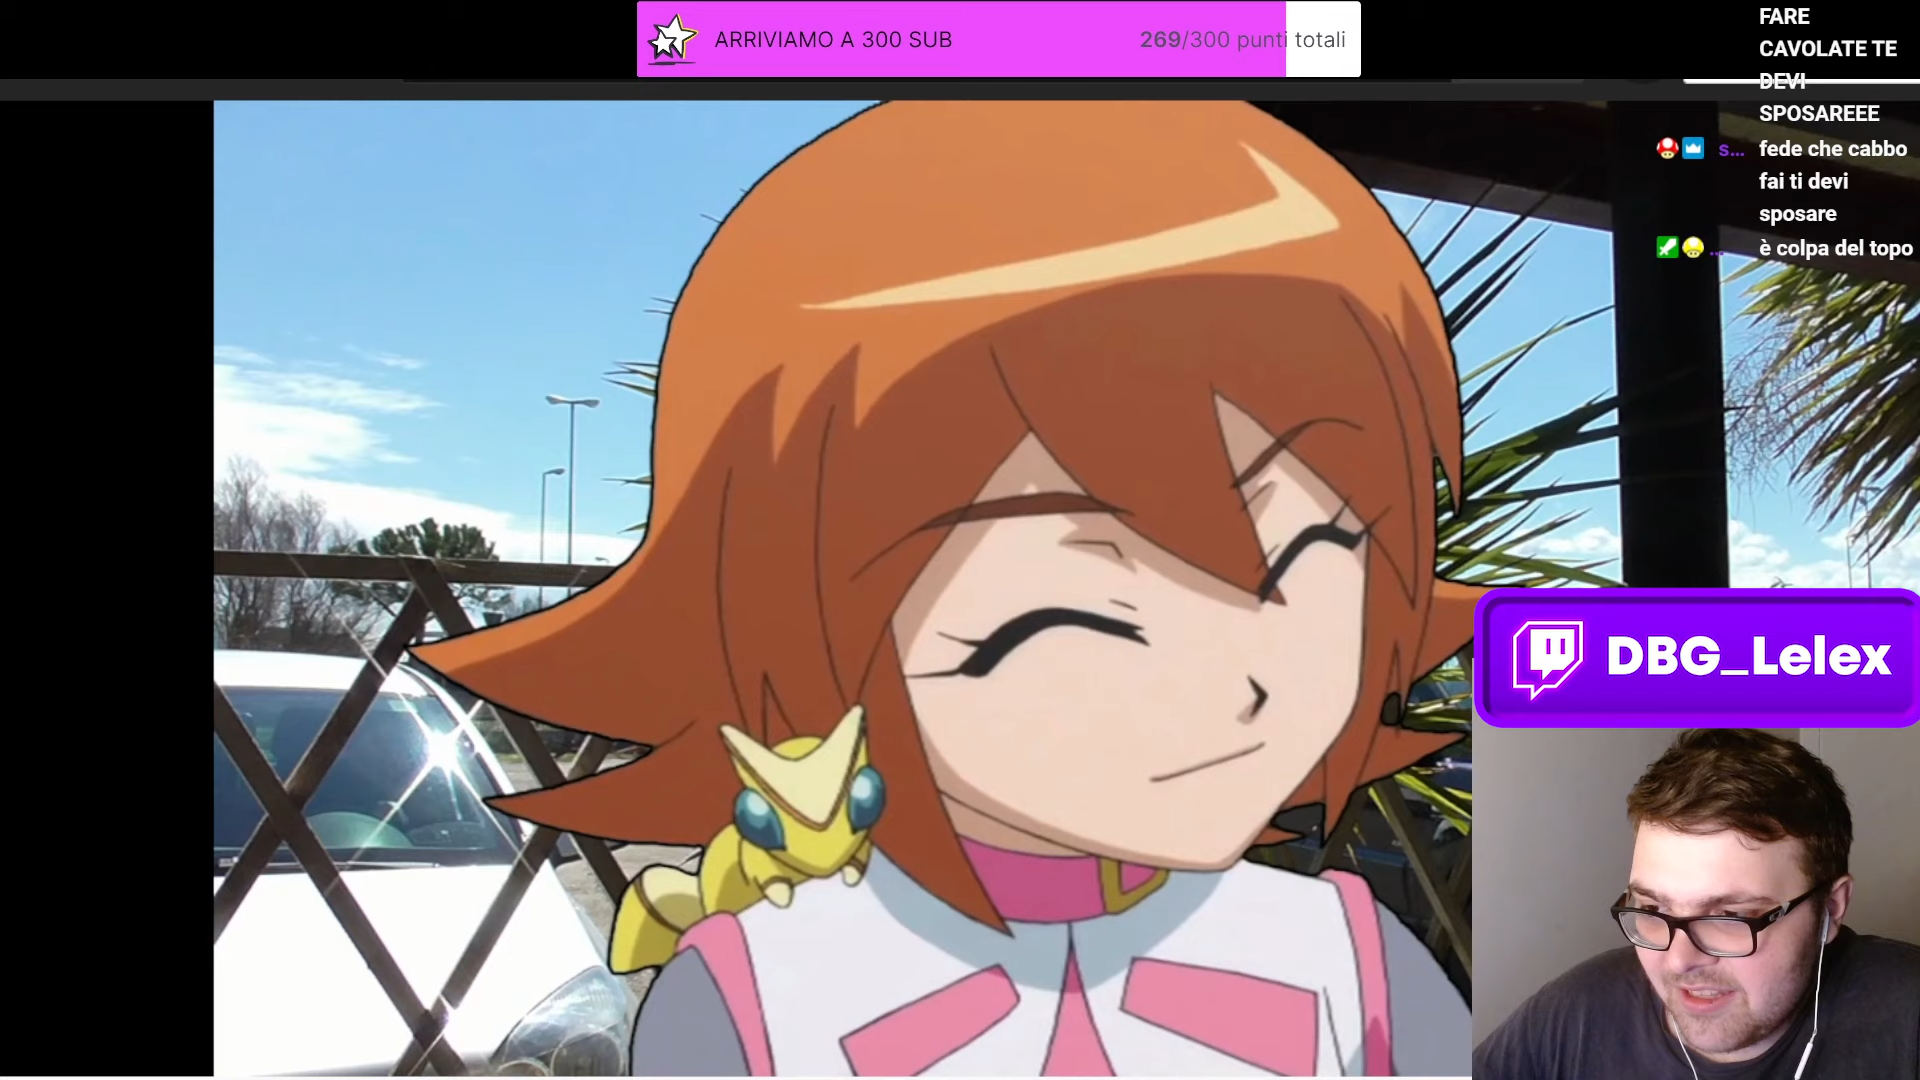 ARRIVIAMO A 300 SUB
269/300 punti totali
FARE
CAVOLATE TE
DEVI
SPOSAREEE
s... fede che cabbo
fai ti devi
sposare
... è colpa del topo
DBG_Lelex